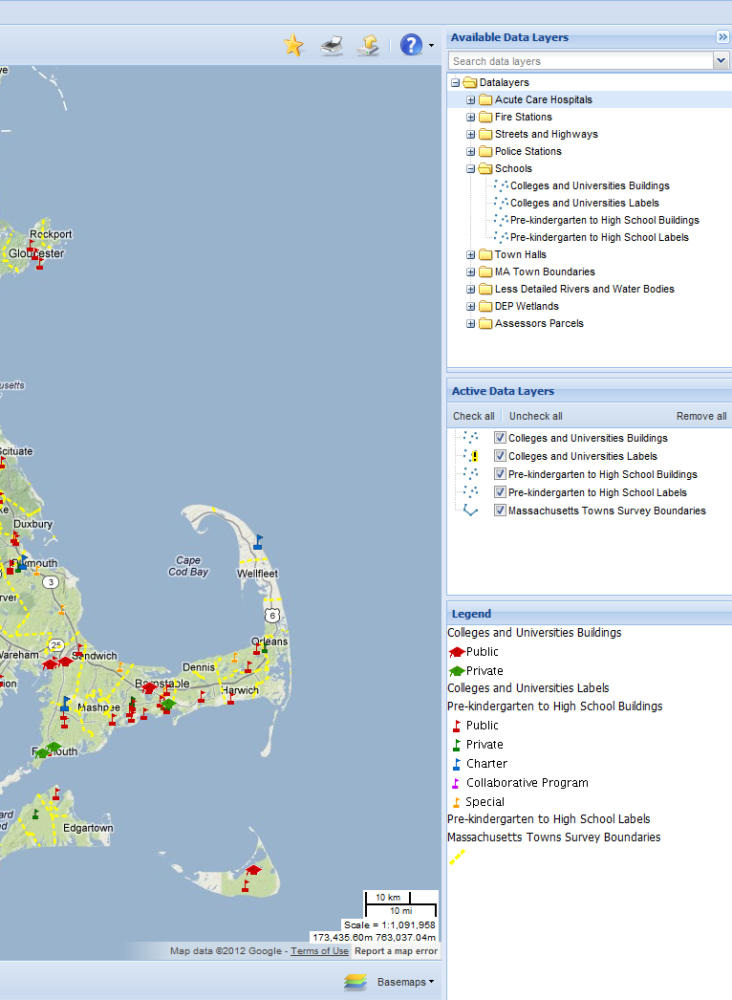 Available Data Layers
Search data layers
Datalayers
Acute Care Hospitals
Fire Stations
Streets and Highways
Police Stations
Schools
Colleges and Universities Buildings
Colleges and Universities Labels
Pre-kindergarten to High School Buildings
Pre-kindergarten to High School Labels
Town Halls
MA Town Boundaries
Less Detailed Rivers and Water Bodies
DEP Wetlands
Assessors Parcels
Active Data Layers
Check all Uncheck all Remove all
Colleges and Universities Buildings
Colleges and Universities Labels
Pre-kindergarten to High School Buildings
Pre-kindergarten to High School Labels
Massachusetts Towns Survey Boundaries
Legend
Colleges and Universities Buildings
Public
Private
Colleges and Universities Labels
Pre-kindergarten to High School Buildings
Public
Private
Charter
Collaborative Program
Special
Pre-kindergarten to High School Labels
Massachusetts Towns Survey Boundaries
ve
Rockport
Gloucester
usetts
Scituate
ke
Duxbury
Plymouth
3
rver
Cape
Cod Bay
Wellfleet
6
25
Orleans
Wareham
Sandwich
Dennis
ion
Barnstable
Harwich
Mashpee
Falmouth
ard
nd
Edgartown
10 km
10 mi
Scale = 1:1,091,958
173,435.60m 763,037.04m
Map data ©2012 Google - Terms of Use Report a map error
Basemaps